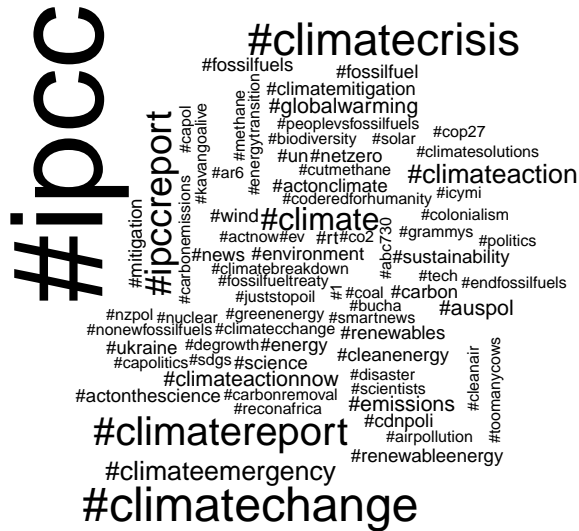 #ipcc
#climatecrisis
#fossilfuels
#fossilfuel
#climatemitigation
#globalwarming
#methane
#energytransition
#capol
#kavangoalive
#peoplevsfossilfuels
#biodiversity
#solar
#cop27
#un
#netzero
#climatesolutions
#ar6
#cutmethane
#actonclimate
#climateaction
#coderedforhumanity
#icymi
#mitigation
#ipccreport
#carbonemissions
#wind
#climate
#colonialism
#actnow
#ev
#rt
#co2
#abc730
#grammys
#politics
#news
#environment
#sustainability
#climatebreakdown
#tech
#endfossilfuels
#fossilfueltreaty
#juststopoil
#f1
#coal
#carbon
#bucha
#auspol
#nzpol
#nuclear
#greenenergy
#smartnews
#nonewfossilfuels
#climatecchange
#renewables
#ukraine
#degrowth
#energy
#cleanenergy
#capolitics
#sdgs
#science
#climateactionnow
#disaster
#scientists
#cleanair
#toomanycows
#actonthescience
#carbonremoval
#reconafrica
#emissions
#cdnpoli
#climatereport
#airpollution
#renewableenergy
#climateemergency
#climatechange